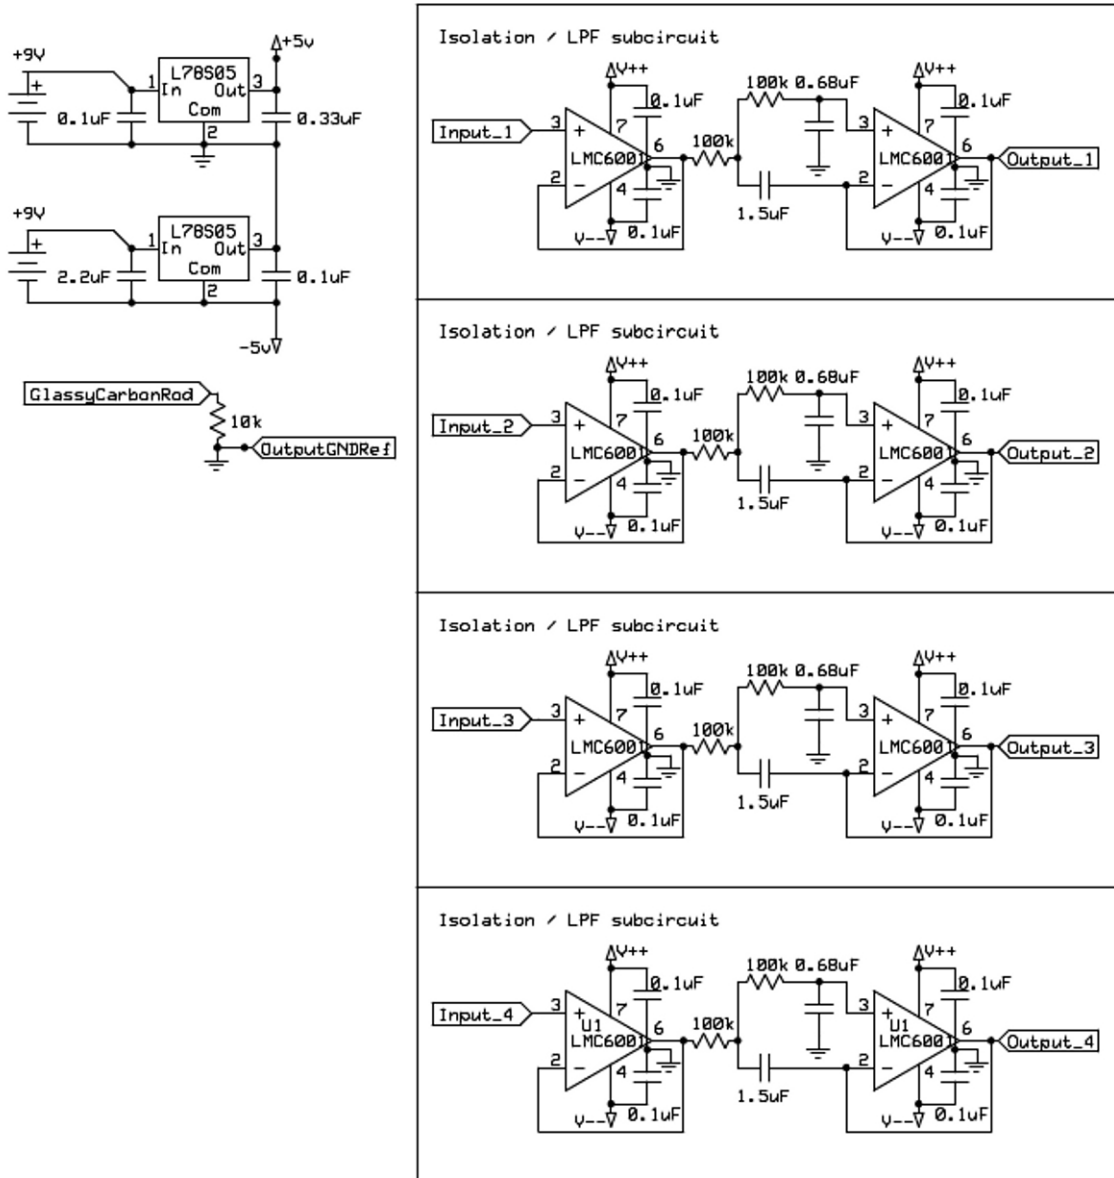 +5v
+9V
+
1
In
L78S05
Out
3
Com
2
0.1uF
0.33uF
+9V
+
1
In
L78S05
Out
3
Com
2
2.2uF
0.1uF
-5v
GlassyCarbonRod
10k
OutputGNDRef
Isolation / LPF subcircuit
V++
0.1uF
100k 0.68uF
V++
0.1uF
Input_1
3
+
7
LMC6001
6
100k
3
+
7
LMC6001
6
Output_1
2
-
4
1.5uF
2
-
4
V--
0.1uF
V--
0.1uF
Isolation / LPF subcircuit
V++
0.1uF
100k 0.68uF
V++
0.1uF
Input_2
3
+
7
LMC6001
6
100k
3
+
7
LMC6001
6
Output_2
2
-
4
1.5uF
2
-
4
V--
0.1uF
V--
0.1uF
Isolation / LPF subcircuit
V++
0.1uF
100k 0.68uF
V++
0.1uF
Input_3
3
+
7
LMC6001
6
100k
3
+
7
LMC6001
6
Output_3
2
-
4
1.5uF
2
-
4
V--
0.1uF
V--
0.1uF
Isolation / LPF subcircuit
V++
0.1uF
100k 0.68uF
V++
0.1uF
Input_4
3
+
7
U1
LMC6001
6
100k
3
+
7
U1
LMC6001
6
Output_4
2
-
4
1.5uF
2
-
4
V--
0.1uF
V--
0.1uF